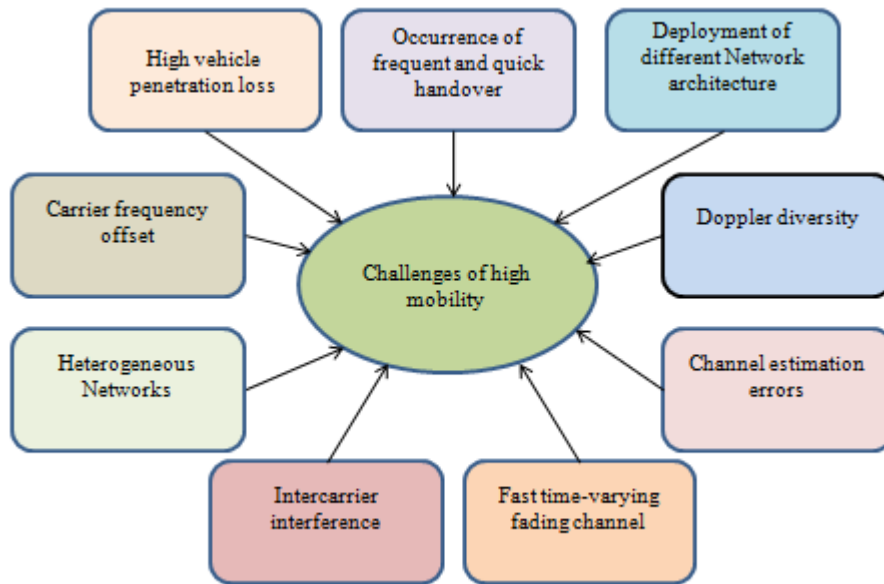 High vehicle
penetration loss
Occurrence of
frequent and quick
handover
Deployment of
different Network
architecture
Carrier frequency
offset
Challenges of high
mobility
Doppler diversity
Heterogeneous
Networks
Channel estimation
errors
Intercarrier
interference
Fast time-varying
fading channel